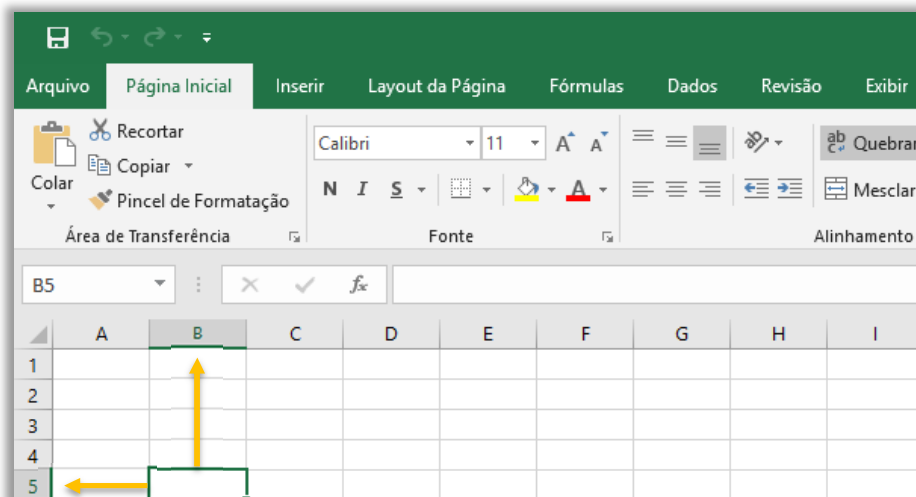 Arquivo Página Inicial Inserir Layout da Página Fórmulas Dados Revisão Exibir
Colar
Recortar
Copiar
Pincel de Formatação
Área de Transferência
Calibri 11 A A
N I S A
Fonte
ab c Quebrar
Mesclar
Alinhamento
B5 fx
A B C D E F G H I
1
2
3
4
5